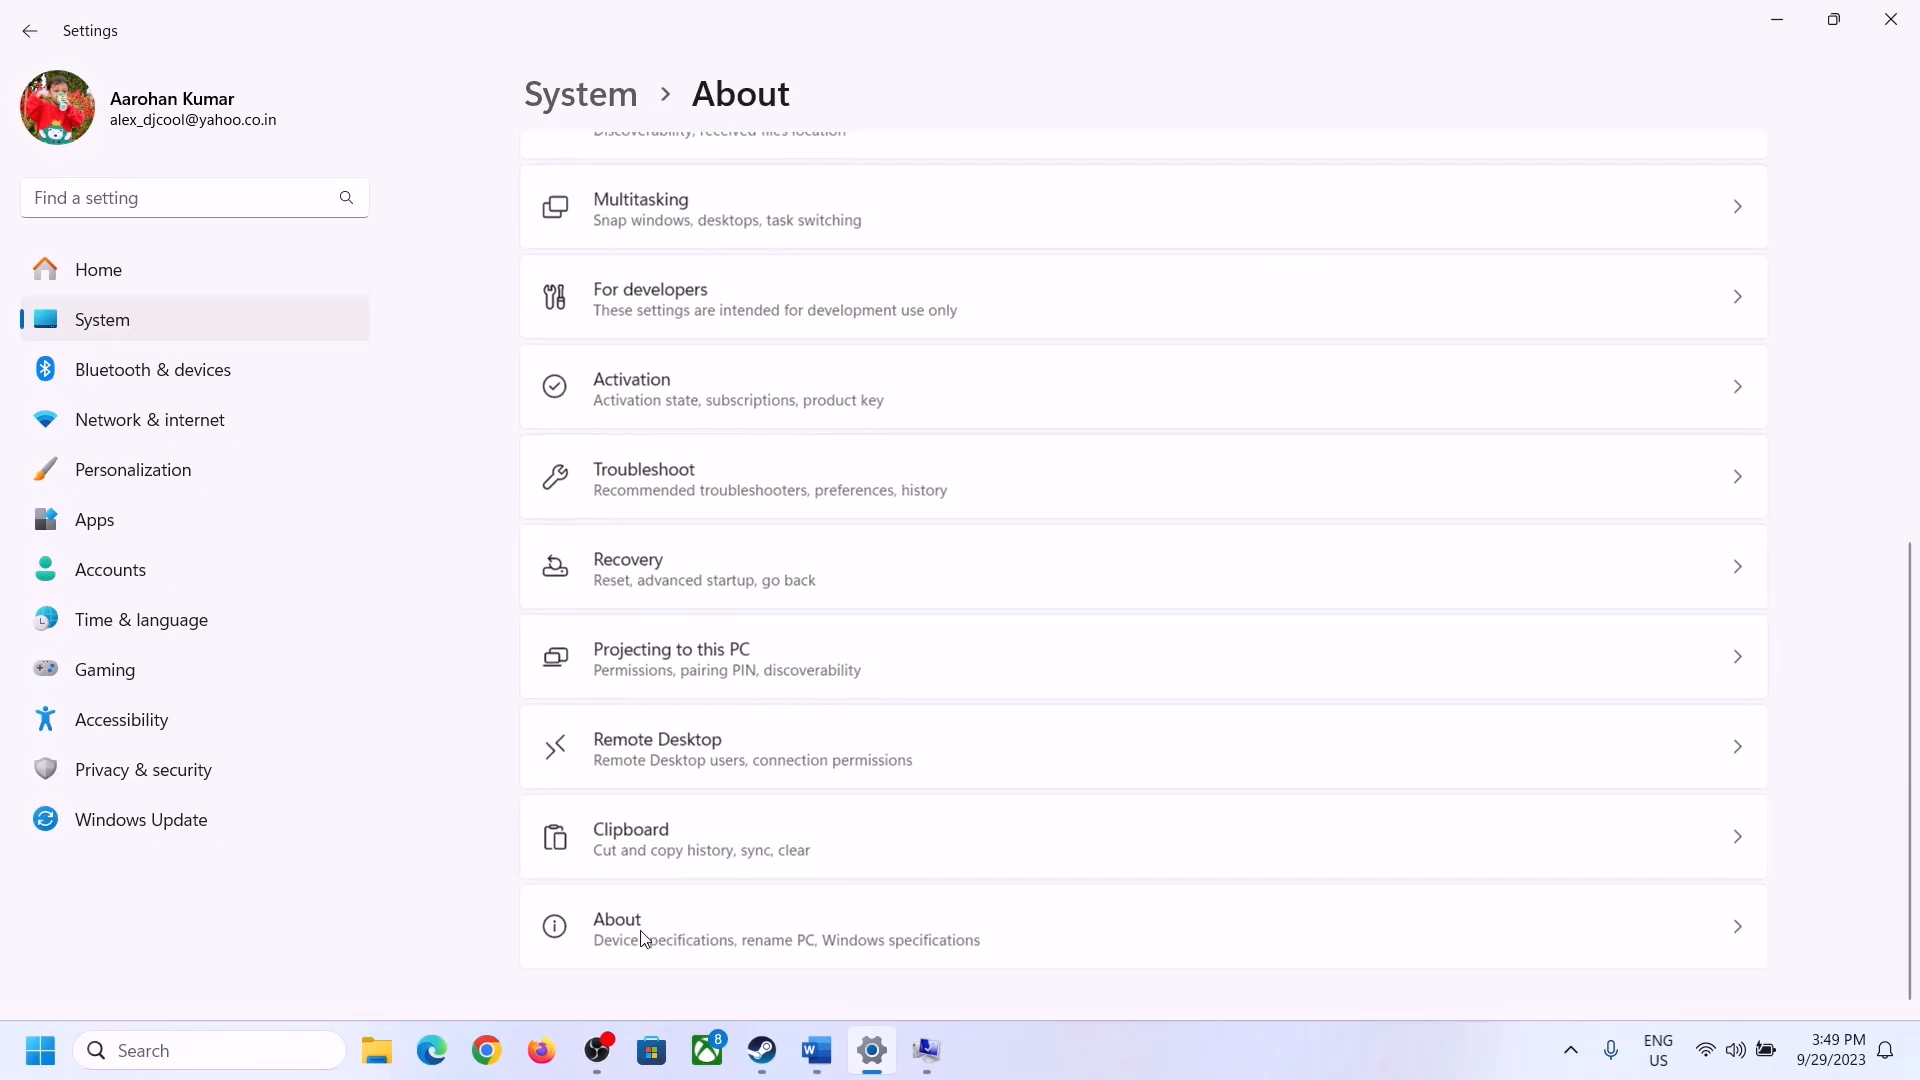 Settings
Aarohan Kumar
alex_djcool@yahoo.co.in
Find a setting
Home
System
Bluetooth & devices
Network & internet
Personalization
Apps
Accounts
Time & language
Gaming
Accessibility
Privacy & security
Windows Update
System > About
Discoverability, received files location
Multitasking
Snap windows, desktops, task switching
For developers
These settings are intended for development use only
Activation
Activation state, subscriptions, product key
Troubleshoot
Recommended troubleshooters, preferences, history
Recovery
Reset, advanced startup, go back
Projecting to this PC
Permissions, pairing PIN, discoverability
Remote Desktop
Remote Desktop users, connection permissions
Clipboard
Cut and copy history, sync, clear
About
Device specifications, rename PC, Windows specifications
Search
8
ENG
US
3:49 PM
9/29/2023